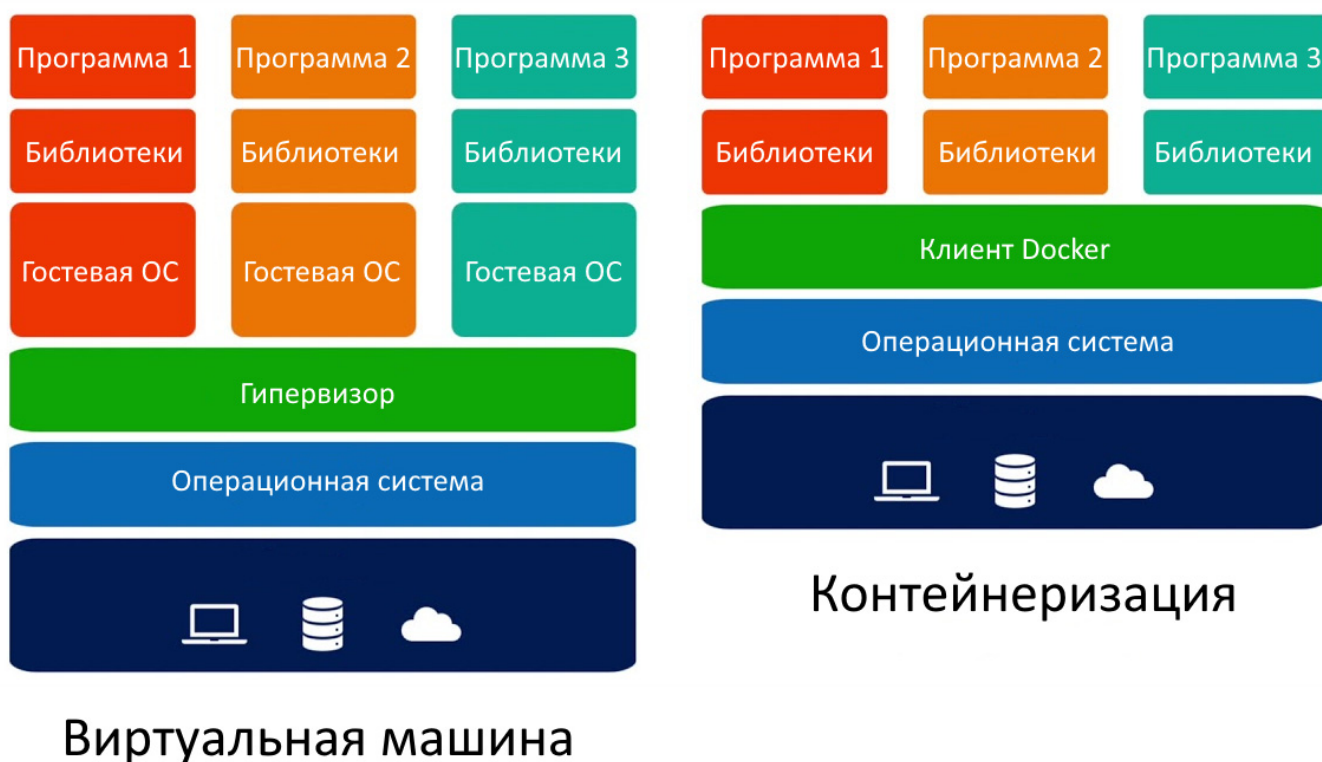 Программа 1
Программа 2
Программа 3
Библиотеки
Библиотеки
Библиотеки
Гостевая ОС
Гостевая ОС
Гостевая ОС
Гипервизор
Операционная система
Виртуальная машина
Программа 1
Программа 2
Программа 3
Библиотеки
Библиотеки
Библиотеки
Клиент Docker
Операционная система
Контейнеризация